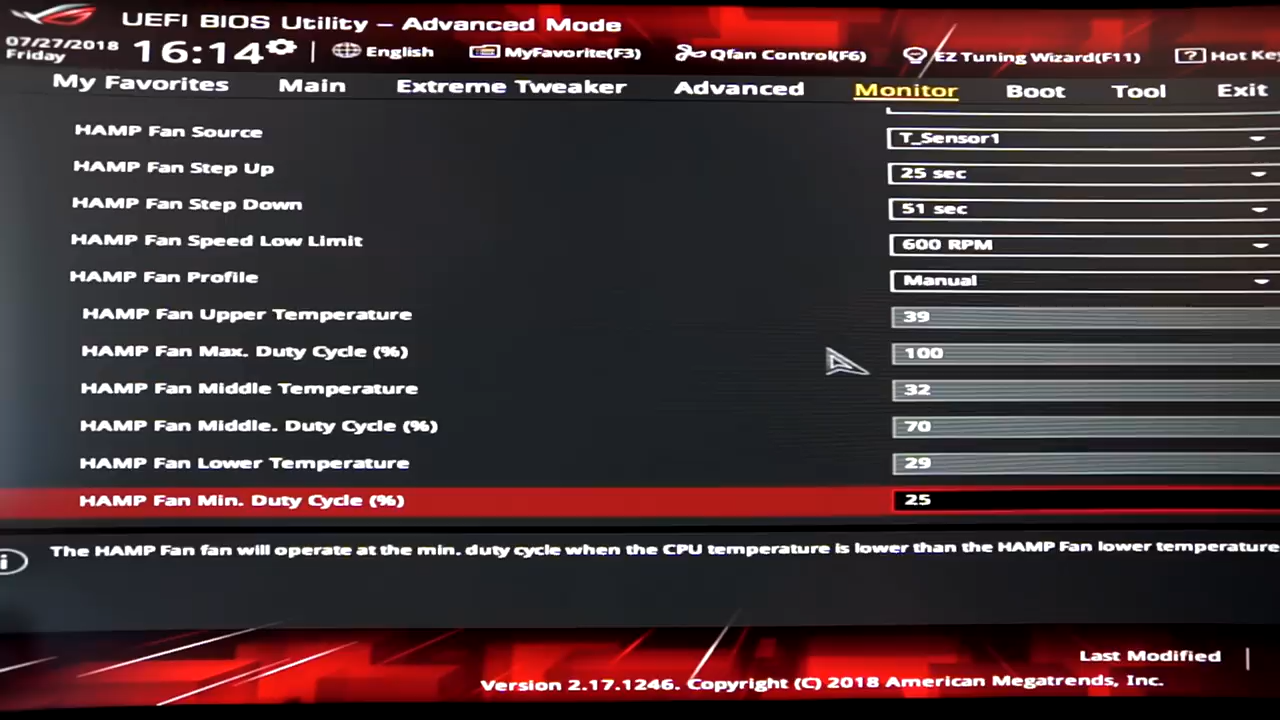 UEFI BIOS Utility – Advanced Mode
07/27/2018
Friday
16:14
English
MyFavorite(F3)
Qfan Control(F6)
EZ Tuning Wizard(F11)
? Hot
My Favorites Main Extreme Tweaker Advanced Monitor Boot Tool Exit
HAMP Fan Source T_Sensor1
HAMP Fan Step Up 25 sec
HAMP Fan Step Down 51 sec
HAMP Fan Speed Low Limit 600 RPM
HAMP Fan Profile Manual
HAMP Fan Upper Temperature 39
HAMP Fan Max. Duty Cycle (%) 100
HAMP Fan Middle Temperature 32
HAMP Fan Middle. Duty Cycle (%) 70
HAMP Fan Lower Temperature 29
HAMP Fan Min. Duty Cycle (%) 25
i The HAMP Fan fan will operate at the min. duty cycle when the CPU temperature is lower than the HAMP Fan lower temperature
Last Modified
Version 2.17.1246. Copyright (C) 2018 American Megatrends, Inc.